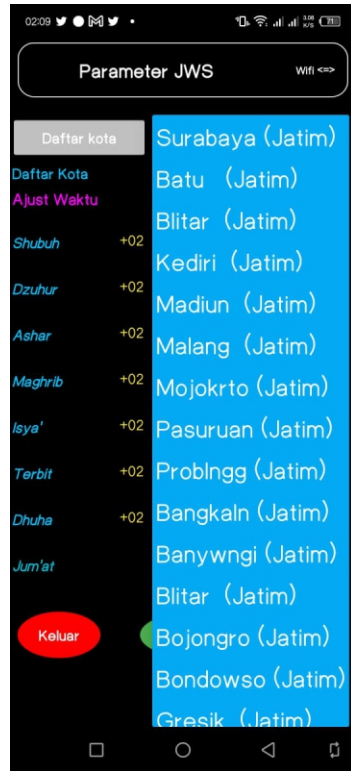 02:09
3.08 K/S 71
Parameter JWS
Wifi <=>
Daftar kota
Daftar Kota
Ajust Waktu
Shubuh +02
Dzuhur +02
Ashar +02
Maghrib +02
Isya' +02
Terbit +02
Dhuha +02
Jum'at
Keluar
Surabaya (Jatim)
Batu (Jatim)
Blitar (Jatim)
Kediri (Jatim)
Madiun (Jatim)
Malang (Jatim)
Mojokrto (Jatim)
Pasuruan (Jatim)
Problngg (Jatim)
Bangkaln (Jatim)
Banywngi (Jatim)
Blitar (Jatim)
Bojongro (Jatim)
Bondowso (Jatim)
Gresik (Jatim)